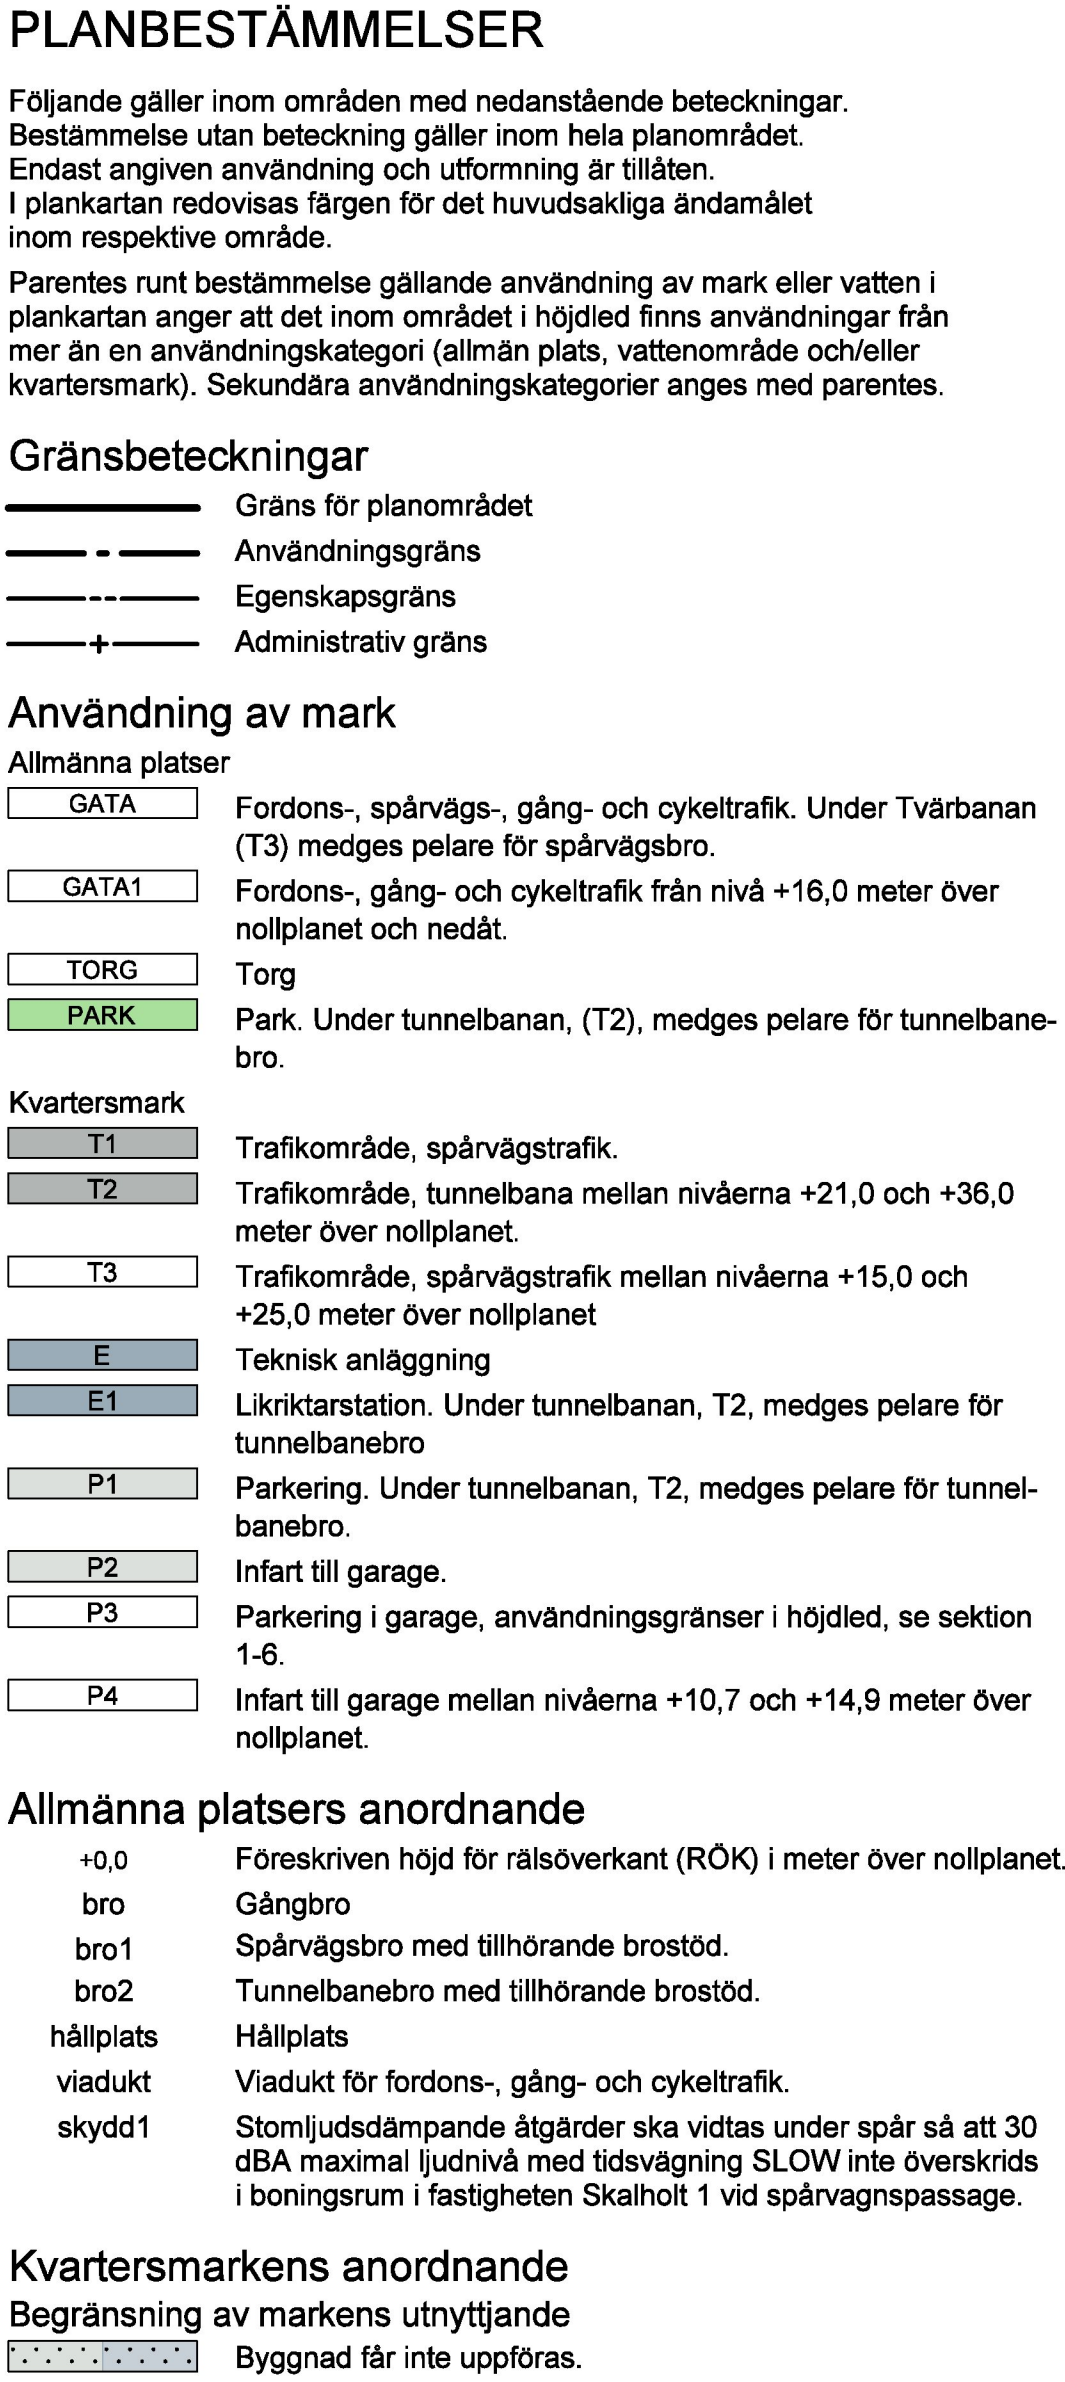 PLANBESTÄMMELSER
Följande gäller inom områden med nedanstående beteckningar.
Bestämmelse utan beteckning gäller inom hela planområdet.
Endast angiven användning och utformning är tillåten.
I plankartan redovisas färgen för det huvudsakliga ändamålet
inom respektive område.
Parentes runt bestämmelse gällande användning av mark eller vatten i
plankartan anger att det inom området i höjdled finns användningar från
mer än en användningskategori (allmän plats, vattenområde och/eller
kvartersmark). Sekundära användningskategorier anges med parentes.
Gränsbeteckningar
Gräns för planområdet
Användningsgräns
Egenskapsgräns
Administrativ gräns
Användning av mark
Allmänna platser
GATA Fordons-, spårvägs-, gång- och cykeltrafik. Under Tvärbanan
(T3) medges pelare för spårvägsbro.
GATA1 Fordons-, gång- och cykeltrafik från nivå +16,0 meter över
nollplanet och nedåt.
TORG Torg
PARK Park. Under tunnelbanan, (T2), medges pelare för tunnelbane-
bro.
Kvartersmark
T1 Trafikområde, spårvägstrafik.
T2 Trafikområde, tunnelbana mellan nivåerna +21,0 och +36,0
meter över nollplanet.
T3 Trafikområde, spårvägstrafik mellan nivåerna +15,0 och
+25,0 meter över nollplanet
E Teknisk anläggning
E1 Likriktarstation. Under tunnelbanan, T2, medges pelare för
tunnelbanebro
P1 Parkering. Under tunnelbanan, T2, medges pelare för tunnel-
banebro.
P2 Infart till garage.
P3 Parkering i garage, användningsgränser i höjdled, se sektion
1-6.
P4 Infart till garage mellan nivåerna +10,7 och +14,9 meter över
nollplanet.
Allmänna platsers anordnande
+0,0 Föreskriven höjd för rälsöverkant (RÖK) i meter över nollplanet.
bro Gångbro
bro1 Spårvägsbro med tillhörande brostöd.
bro2 Tunnelbanebro med tillhörande brostöd.
hållplats Hållplats
viadukt Viadukt för fordons-, gång- och cykeltrafik.
skydd1 Stomljudsdämpande åtgärder ska vidtas under spår så att 30
dBA maximal ljudnivå med tidsvägning SLOW inte överskrids
i boningsrum i fastigheten Skalholt 1 vid spårvagnspassage.
Kvartersmarkens anordnande
Begränsning av markens utnyttjande
Byggnad får inte uppföras.